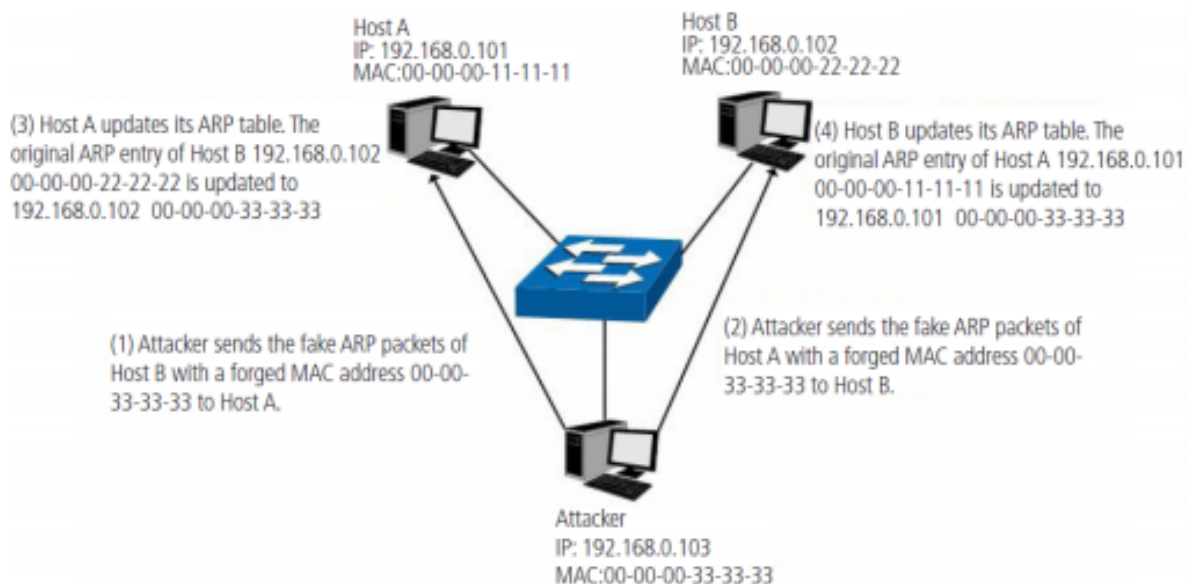 Host A
IP: 192.168.0.101
MAC:00-00-00-11-11-11
Host B
IP: 192.168.0.102
MAC:00-00-00-22-22-22
(3) Host A updates its ARP table. The
original ARP entry of Host B 192.168.0.102
00-00-00-22-22-22 is updated to
192.168.0.102 00-00-00-33-33-33
(4) Host B updates its ARP table. The
original ARP entry of Host A 192.168.0.101
00-00-00-11-11-11 is updated to
192.168.0.101 00-00-00-33-33-33
(1) Attacker sends the fake ARP packets of
Host B with a forged MAC address 00-00-
33-33-33 to Host A.
(2) Attacker sends the fake ARP packets of
Host A with a forged MAC address 00-00-
33-33-33 to Host B.
Attacker
IP: 192.168.0.103
MAC:00-00-00-33-33-33